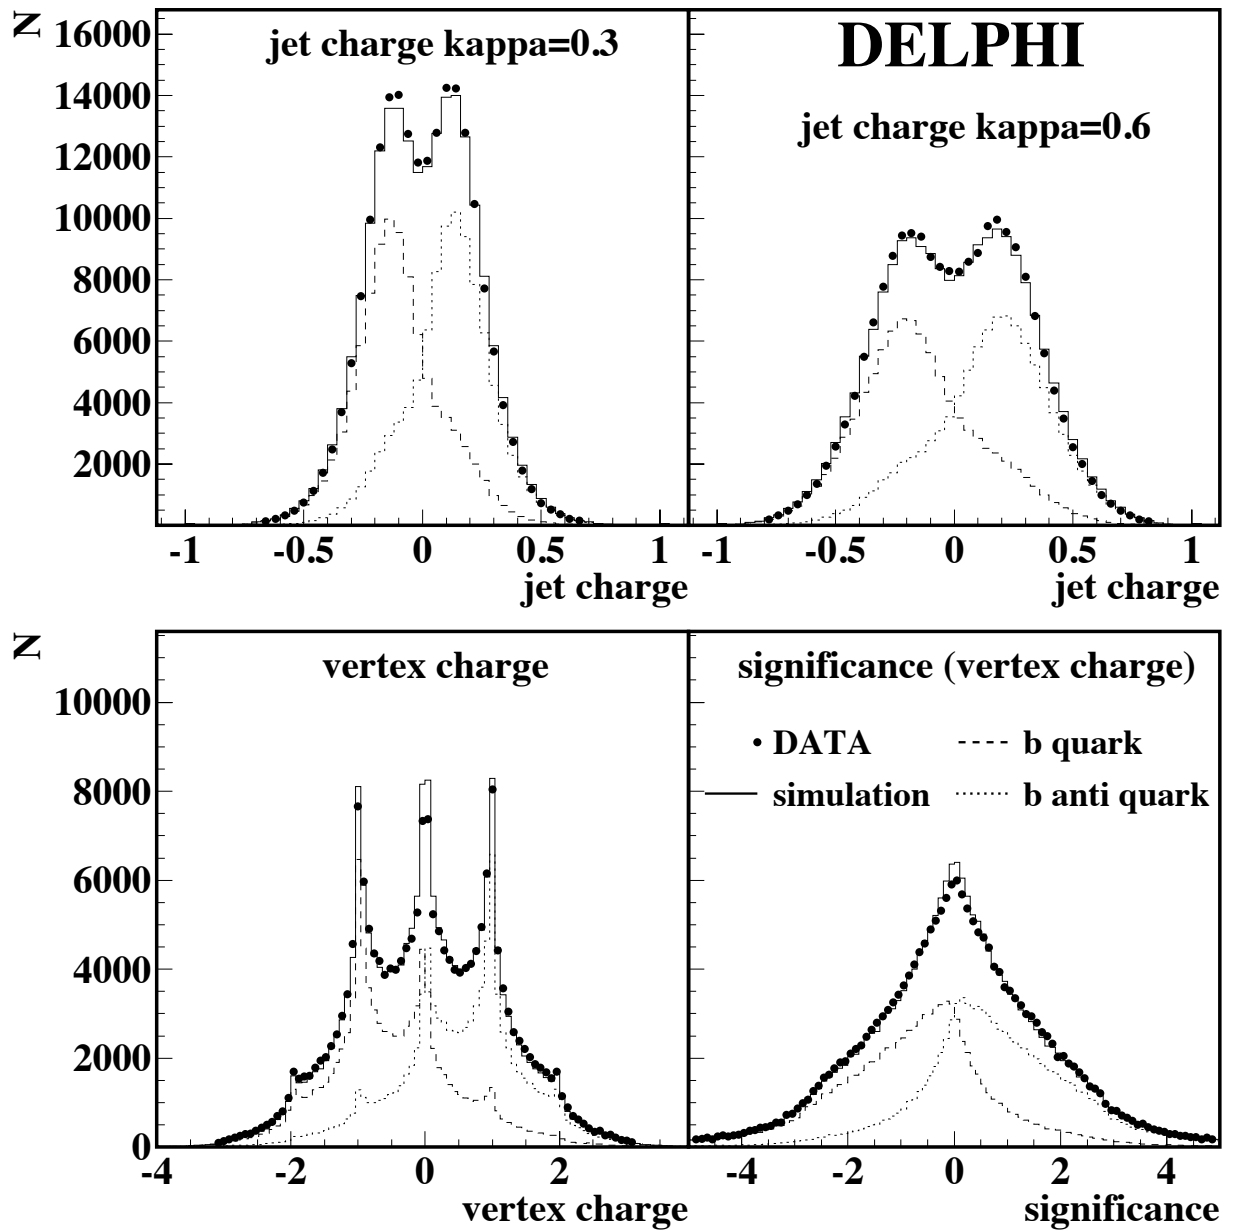 N
jet charge kappa=0.3
DELPHI
jet charge kappa=0.6
16000
14000
12000
10000
8000
6000
4000
2000
-1 -0.5 0 0.5 1
jet charge
-1 -0.5 0 0.5 1
jet charge
N
vertex charge
significance (vertex charge)
DATA
b quark
simulation
b anti quark
10000
8000
6000
4000
2000
0
-4 -2 0 2
vertex charge
-4 -2 0 2 4
significance